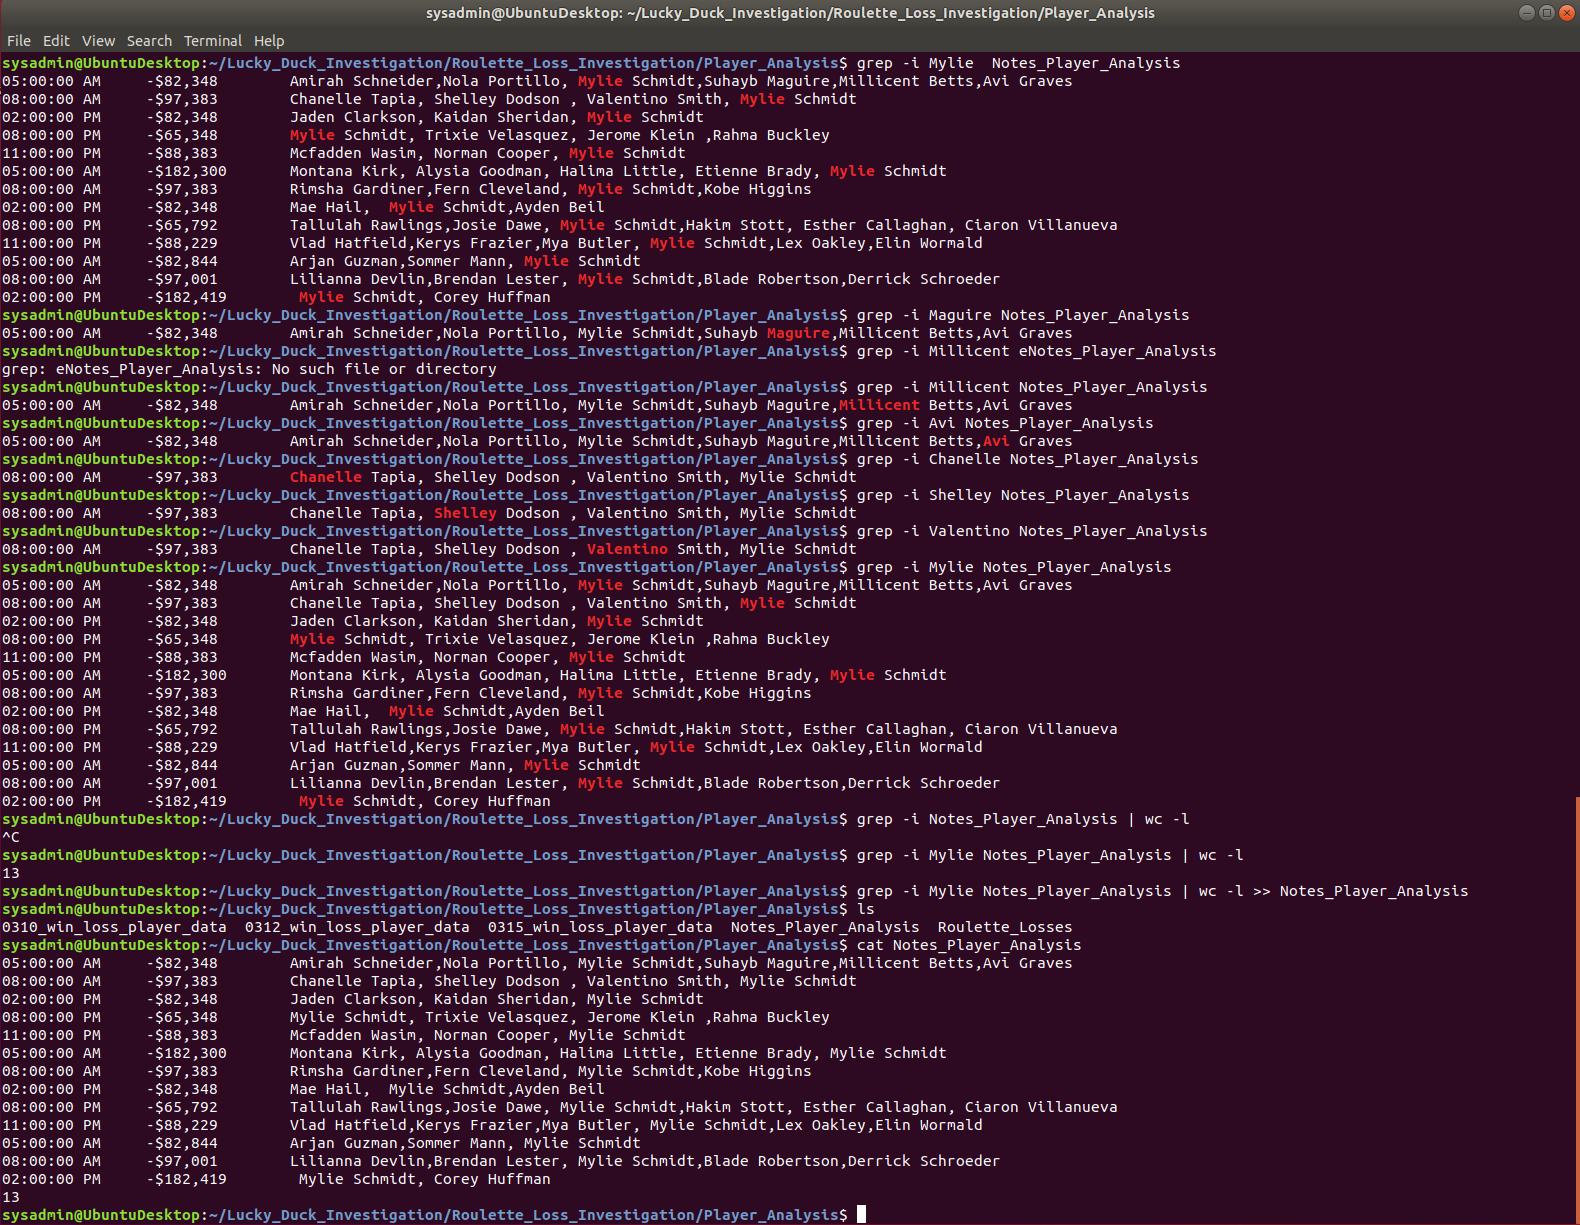 sysadmin@UbuntuDesktop: ~/Lucky_Duck_Investigation/Roulette_Loss_Investigation/Player_Analysis
File Edit View Search Terminal Help
sysadmin@UbuntuDesktop:~/Lucky_Duck_Investigation/Roulette_Loss_Investigation/Player_Analysis$ grep -i Mylie  Notes_Player_Analysis
05:00:00 AM     -$82,348        Amirah Schneider,Nola Portillo, Mylie Schmidt,Suhayb Maguire,Millicent Betts,Avi Graves
08:00:00 AM     -$97,383        Chanelle Tapia, Shelley Dodson , Valentino Smith, Mylie Schmidt
02:00:00 PM     -$82,348        Jaden Clarkson, Kaidan Sheridan, Mylie Schmidt
08:00:00 PM     -$65,348        Mylie Schmidt, Trixie Velasquez, Jerome Klein ,Rahma Buckley
11:00:00 PM     -$88,383        Mcfadden Wasim, Norman Cooper, Mylie Schmidt
05:00:00 AM     -$182,300       Montana Kirk, Alysia Goodman, Halima Little, Etienne Brady, Mylie Schmidt
08:00:00 AM     -$97,383        Rimsha Gardiner,Fern Cleveland, Mylie Schmidt,Kobe Higgins
02:00:00 PM     -$82,348        Mae Hail,  Mylie Schmidt,Ayden Beil
08:00:00 PM     -$65,792        Tallulah Rawlings,Josie Dawe, Mylie Schmidt,Hakim Stott, Esther Callaghan, Ciaron Villanueva
11:00:00 PM     -$88,229        Vlad Hatfield,Kerys Frazier,Mya Butler, Mylie Schmidt,Lex Oakley,Elin Wormald
05:00:00 AM     -$82,844        Arjan Guzman,Sommer Mann, Mylie Schmidt
08:00:00 AM     -$97,001        Lilianna Devlin,Brendan Lester, Mylie Schmidt,Blade Robertson,Derrick Schroeder
02:00:00 PM     -$182,419        Mylie Schmidt, Corey Huffman
sysadmin@UbuntuDesktop:~/Lucky_Duck_Investigation/Roulette_Loss_Investigation/Player_Analysis$ grep -i Maguire Notes_Player_Analysis
05:00:00 AM     -$82,348        Amirah Schneider,Nola Portillo, Mylie Schmidt,Suhayb Maguire,Millicent Betts,Avi Graves
sysadmin@UbuntuDesktop:~/Lucky_Duck_Investigation/Roulette_Loss_Investigation/Player_Analysis$ grep -i Millicent eNotes_Player_Analysis
grep: eNotes_Player_Analysis: No such file or directory
sysadmin@UbuntuDesktop:~/Lucky_Duck_Investigation/Roulette_Loss_Investigation/Player_Analysis$ grep -i Millicent Notes_Player_Analysis
05:00:00 AM     -$82,348        Amirah Schneider,Nola Portillo, Mylie Schmidt,Suhayb Maguire,Millicent Betts,Avi Graves
sysadmin@UbuntuDesktop:~/Lucky_Duck_Investigation/Roulette_Loss_Investigation/Player_Analysis$ grep -i Avi Notes_Player_Analysis
05:00:00 AM     -$82,348        Amirah Schneider,Nola Portillo, Mylie Schmidt,Suhayb Maguire,Millicent Betts,Avi Graves
sysadmin@UbuntuDesktop:~/Lucky_Duck_Investigation/Roulette_Loss_Investigation/Player_Analysis$ grep -i Chanelle Notes_Player_Analysis
08:00:00 AM     -$97,383        Chanelle Tapia, Shelley Dodson , Valentino Smith, Mylie Schmidt
sysadmin@UbuntuDesktop:~/Lucky_Duck_Investigation/Roulette_Loss_Investigation/Player_Analysis$ grep -i Shelley Notes_Player_Analysis
08:00:00 AM     -$97,383        Chanelle Tapia, Shelley Dodson , Valentino Smith, Mylie Schmidt
sysadmin@UbuntuDesktop:~/Lucky_Duck_Investigation/Roulette_Loss_Investigation/Player_Analysis$ grep -i Valentino Notes_Player_Analysis
08:00:00 AM     -$97,383        Chanelle Tapia, Shelley Dodson , Valentino Smith, Mylie Schmidt
sysadmin@UbuntuDesktop:~/Lucky_Duck_Investigation/Roulette_Loss_Investigation/Player_Analysis$ grep -i Mylie Notes_Player_Analysis
05:00:00 AM     -$82,348        Amirah Schneider,Nola Portillo, Mylie Schmidt,Suhayb Maguire,Millicent Betts,Avi Graves
08:00:00 AM     -$97,383        Chanelle Tapia, Shelley Dodson , Valentino Smith, Mylie Schmidt
02:00:00 PM     -$82,348        Jaden Clarkson, Kaidan Sheridan, Mylie Schmidt
08:00:00 PM     -$65,348        Mylie Schmidt, Trixie Velasquez, Jerome Klein ,Rahma Buckley
11:00:00 PM     -$88,383        Mcfadden Wasim, Norman Cooper, Mylie Schmidt
05:00:00 AM     -$182,300       Montana Kirk, Alysia Goodman, Halima Little, Etienne Brady, Mylie Schmidt
08:00:00 AM     -$97,383        Rimsha Gardiner,Fern Cleveland, Mylie Schmidt,Kobe Higgins
02:00:00 PM     -$82,348        Mae Hail,  Mylie Schmidt,Ayden Beil
08:00:00 PM     -$65,792        Tallulah Rawlings,Josie Dawe, Mylie Schmidt,Hakim Stott, Esther Callaghan, Ciaron Villanueva
11:00:00 PM     -$88,229        Vlad Hatfield,Kerys Frazier,Mya Butler, Mylie Schmidt,Lex Oakley,Elin Wormald
05:00:00 AM     -$82,844        Arjan Guzman,Sommer Mann, Mylie Schmidt
08:00:00 AM     -$97,001        Lilianna Devlin,Brendan Lester, Mylie Schmidt,Blade Robertson,Derrick Schroeder
02:00:00 PM     -$182,419        Mylie Schmidt, Corey Huffman
sysadmin@UbuntuDesktop:~/Lucky_Duck_Investigation/Roulette_Loss_Investigation/Player_Analysis$ grep -i Notes_Player_Analysis | wc -l
^C
sysadmin@UbuntuDesktop:~/Lucky_Duck_Investigation/Roulette_Loss_Investigation/Player_Analysis$ grep -i Mylie Notes_Player_Analysis | wc -l
13
sysadmin@UbuntuDesktop:~/Lucky_Duck_Investigation/Roulette_Loss_Investigation/Player_Analysis$ grep -i Mylie Notes_Player_Analysis | wc -l >> Notes_Player_Analysis
sysadmin@UbuntuDesktop:~/Lucky_Duck_Investigation/Roulette_Loss_Investigation/Player_Analysis$ ls
0310_win_loss_player_data  0312_win_loss_player_data  0315_win_loss_player_data  Notes_Player_Analysis  Roulette_Losses
sysadmin@UbuntuDesktop:~/Lucky_Duck_Investigation/Roulette_Loss_Investigation/Player_Analysis$ cat Notes_Player_Analysis
05:00:00 AM     -$82,348        Amirah Schneider,Nola Portillo, Mylie Schmidt,Suhayb Maguire,Millicent Betts,Avi Graves
08:00:00 AM     -$97,383        Chanelle Tapia, Shelley Dodson , Valentino Smith, Mylie Schmidt
02:00:00 PM     -$82,348        Jaden Clarkson, Kaidan Sheridan, Mylie Schmidt
08:00:00 PM     -$65,348        Mylie Schmidt, Trixie Velasquez, Jerome Klein ,Rahma Buckley
11:00:00 PM     -$88,383        Mcfadden Wasim, Norman Cooper, Mylie Schmidt
05:00:00 AM     -$182,300       Montana Kirk, Alysia Goodman, Halima Little, Etienne Brady, Mylie Schmidt
08:00:00 AM     -$97,383        Rimsha Gardiner,Fern Cleveland, Mylie Schmidt,Kobe Higgins
02:00:00 PM     -$82,348        Mae Hail,  Mylie Schmidt,Ayden Beil
08:00:00 PM     -$65,792        Tallulah Rawlings,Josie Dawe, Mylie Schmidt,Hakim Stott, Esther Callaghan, Ciaron Villanueva
11:00:00 PM     -$88,229        Vlad Hatfield,Kerys Frazier,Mya Butler, Mylie Schmidt,Lex Oakley,Elin Wormald
05:00:00 AM     -$82,844        Arjan Guzman,Sommer Mann, Mylie Schmidt
08:00:00 AM     -$97,001        Lilianna Devlin,Brendan Lester, Mylie Schmidt,Blade Robertson,Derrick Schroeder
02:00:00 PM     -$182,419        Mylie Schmidt, Corey Huffman
13
sysadmin@UbuntuDesktop:~/Lucky_Duck_Investigation/Roulette_Loss_Investigation/Player_Analysis$